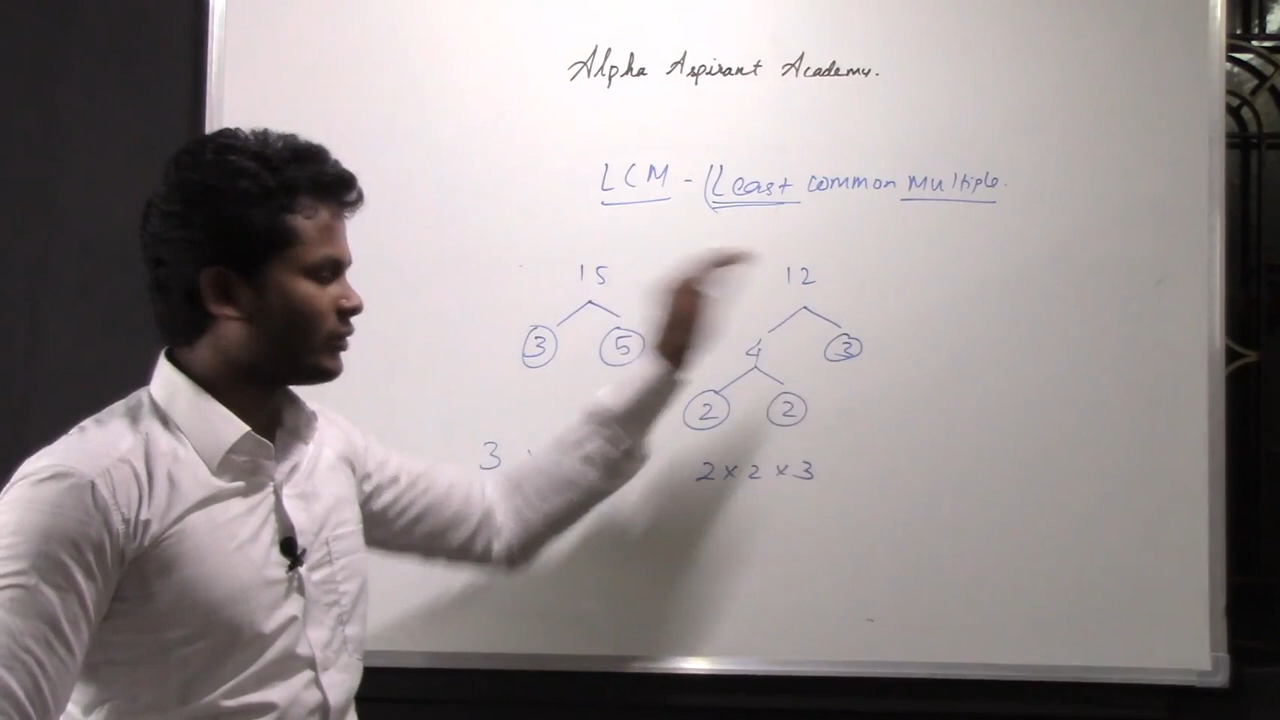 Alpha Aspirant Academy.
LCM - (Least common Multiple.
15 12
3 5 4 3
2 2
3 2 × 2 × 3